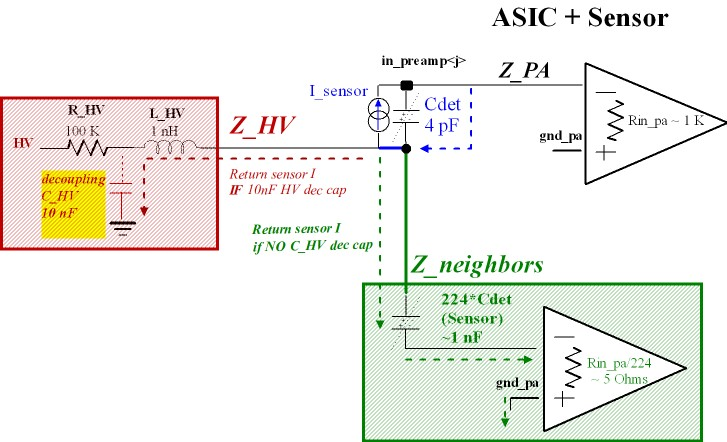 ASIC + Sensor
in_preamp<j>
Z_PA
I_sensor
Cdet
4 pF
Rin_pa ~ 1 K
gnd_pa
R_HV
L_HV
100 K
1 nH
HV
Z_HV
decoupling
C_HV
10 nF
Return sensor I
IF 10nF HV dec cap
Return sensor I
if NO C_HV dec cap
Z_neighbors
224*Cdet
(Sensor)
~1 nF
Rin_pa/224
~ 5 Ohms
gnd_pa